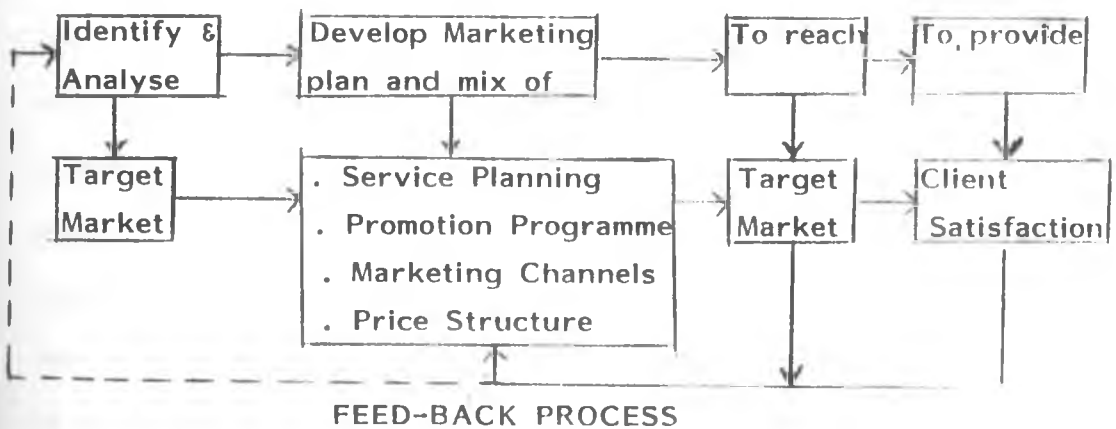 Identify &
Analyse
Develop Marketing
plan and mix of
To reach
To provide
Target
Market
. Service Planning
. Promotion Programme
. Marketing Channels
. Price Structure
Target
Market
Client
Satisfaction
FEED-BACK PROCESS